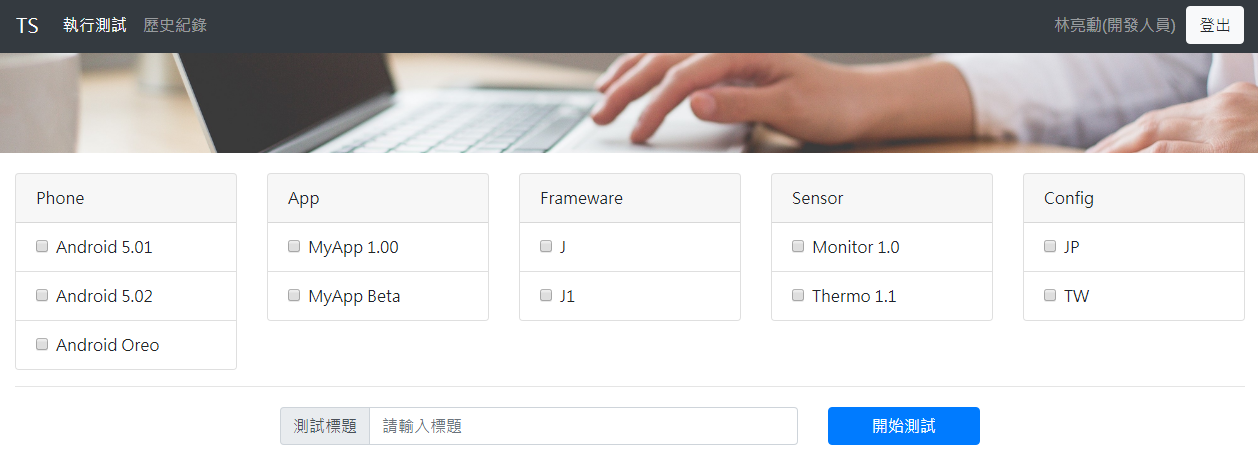 TS 執行測試 歷史紀錄 林亮勳(開發人員) 登出
Phone
Android 5.01
Android 5.02
Android Oreo
App
MyApp 1.00
MyApp Beta
Frameware
J
J1
Sensor
Monitor 1.0
Thermo 1.1
Config
JP
TW
測試標題 請輸入標題 開始測試